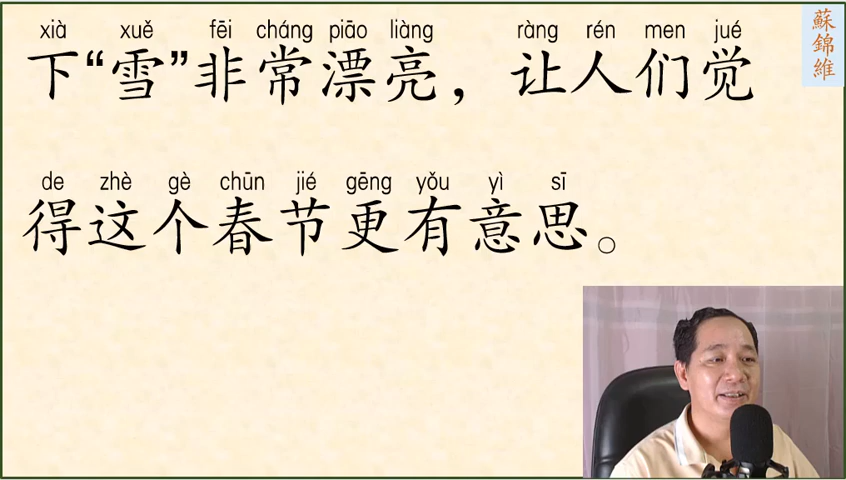 xià xuě fēi cháng piāo liàng ràng rén men jué
下“雪”非常漂亮，让人们觉
de zhè gè chūn jié gēng yǒu yì sī
得这个春节更有意思。
蘇錦維